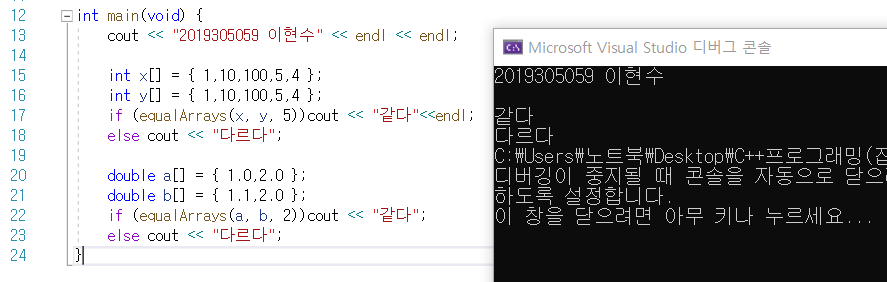 12 int main(void) {
13 cout << "2019305059 이현수" << endl << endl;
14
15 int x[] = { 1,10,100,5,4 };
16 int y[] = { 1,10,100,5,4 };
17 if (equalArrays(x, y, 5))cout << "같다"<<endl;
18 else cout << "다르다";
19
20 double a[] = { 1.0,2.0 };
21 double b[] = { 1.1,2.0 };
22 if (equalArrays(a, b, 2))cout << "같다";
23 else cout << "다르다";
24 }
Microsoft Visual Studio 디버그 콘솔
2019305059 이현수
같다
다르다
C:₩Users₩노트북₩Desktop₩C++프로그래밍(
디버깅이 중지될 때 콘솔을 자동으로 닫으
하도록 설정합니다.
이 창을 닫으려면 아무 키나 누르세요...